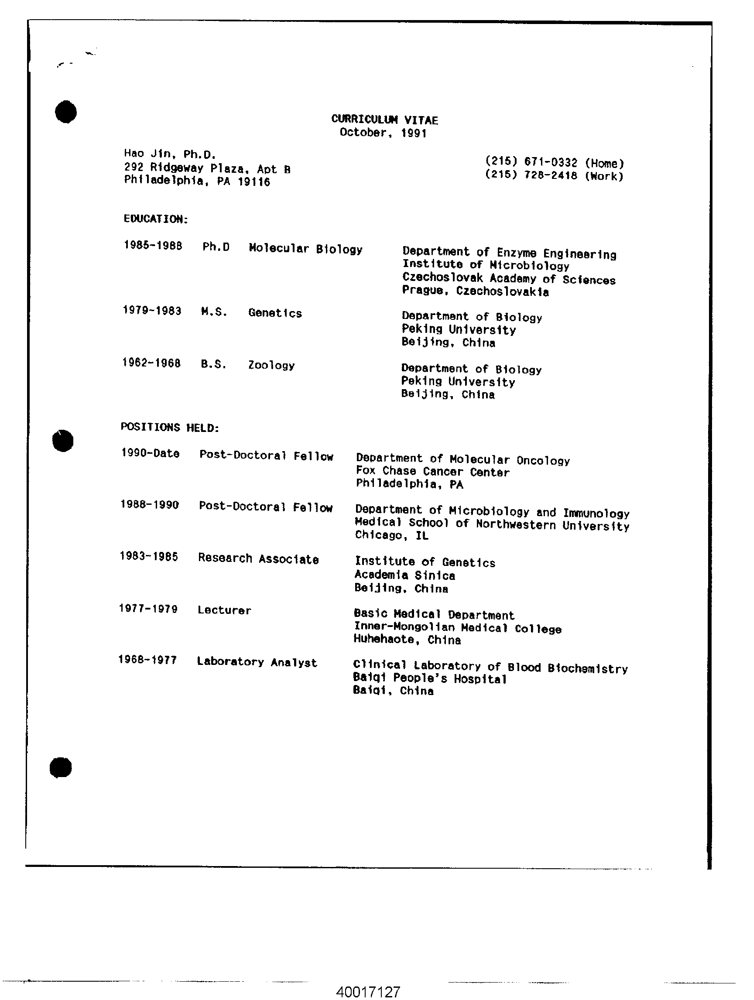 CURRICULUM VITAE
October, 1991
Hao Jin, Ph.D.
292 Ridgeway Plaza, Apt B
Philadelphia, PA 19116
(215) 671-0332 (Home)
(215) 728-2418 (Work)
EDUCATION:
1985-1988 Ph.D Molecular Biology Department of Enzyme Engineering
Institute of Microbiology
Czechoslovak Academy of Sciences
Prague, Czechoslovakia
1979-1983 M.S. Genetics Department of Biology
Peking University
Beijing, China
1962-1968 B.S. Zoology Department of Biology
Peking University
Beijing, China
POSITIONS HELD:
1990-Date Post-Doctoral Fellow Department of Molecular Oncology
Fox Chase Cancer Center
Philadelphia, PA
1988-1990 Post-Doctoral Fellow Department of Microbiology and Immunology
Medical School of Northwestern University
Chicago, IL
1983-1985 Research Associate Institute of Genetics
Academia Sinica
Beijing, China
1977-1979 Lecturer Basic Medical Department
Inner-Mongolian Medical College
Huhehaote, China
1968-1977 Laboratory Analyst Clinical Laboratory of Blood Biochemistry
Baiqi People's Hospital
Baiqi, China
40017127